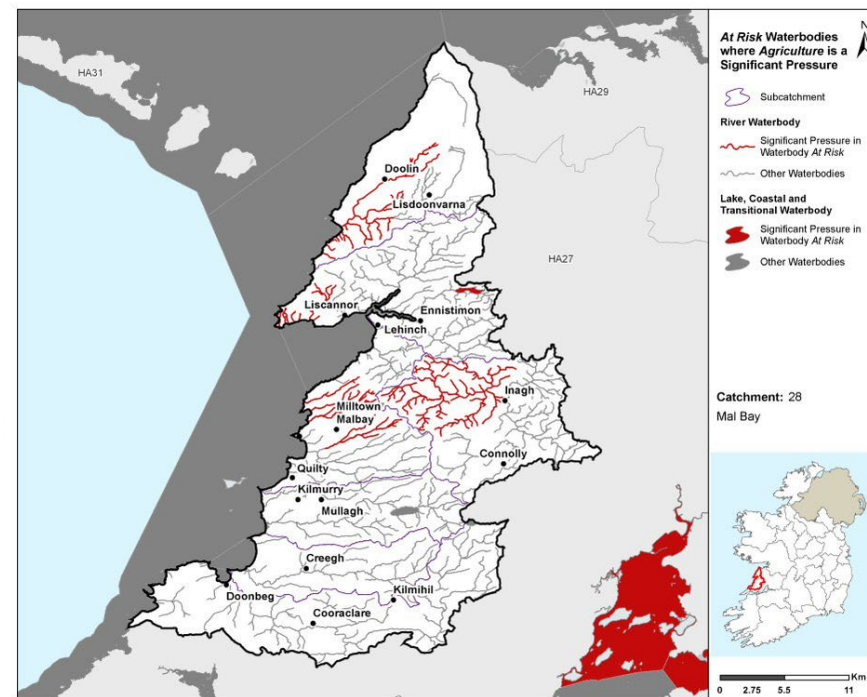 HA31
HA29
HA27
Doolin
Lisdoonvarna
Liscannor
Ennistimon
Lehinch
Inagh
Milltown
Malbay
Connolly
Quilty
Kilmurry
Mullagh
Creegh
Doonbeg
Kilmihil
Cooraclare
At Risk Waterbodies
where Agriculture is a
Significant Pressure
N
Subcatchment
River Waterbody
Significant Pressure in
Waterbody At Risk
Other Waterbodies
Lake, Coastal and
Transitional Waterbody
Significant Pressure in
Waterbody At Risk
Other Waterbodies
Catchment: 28
Mal Bay
Km
0 2.75 5.5 11